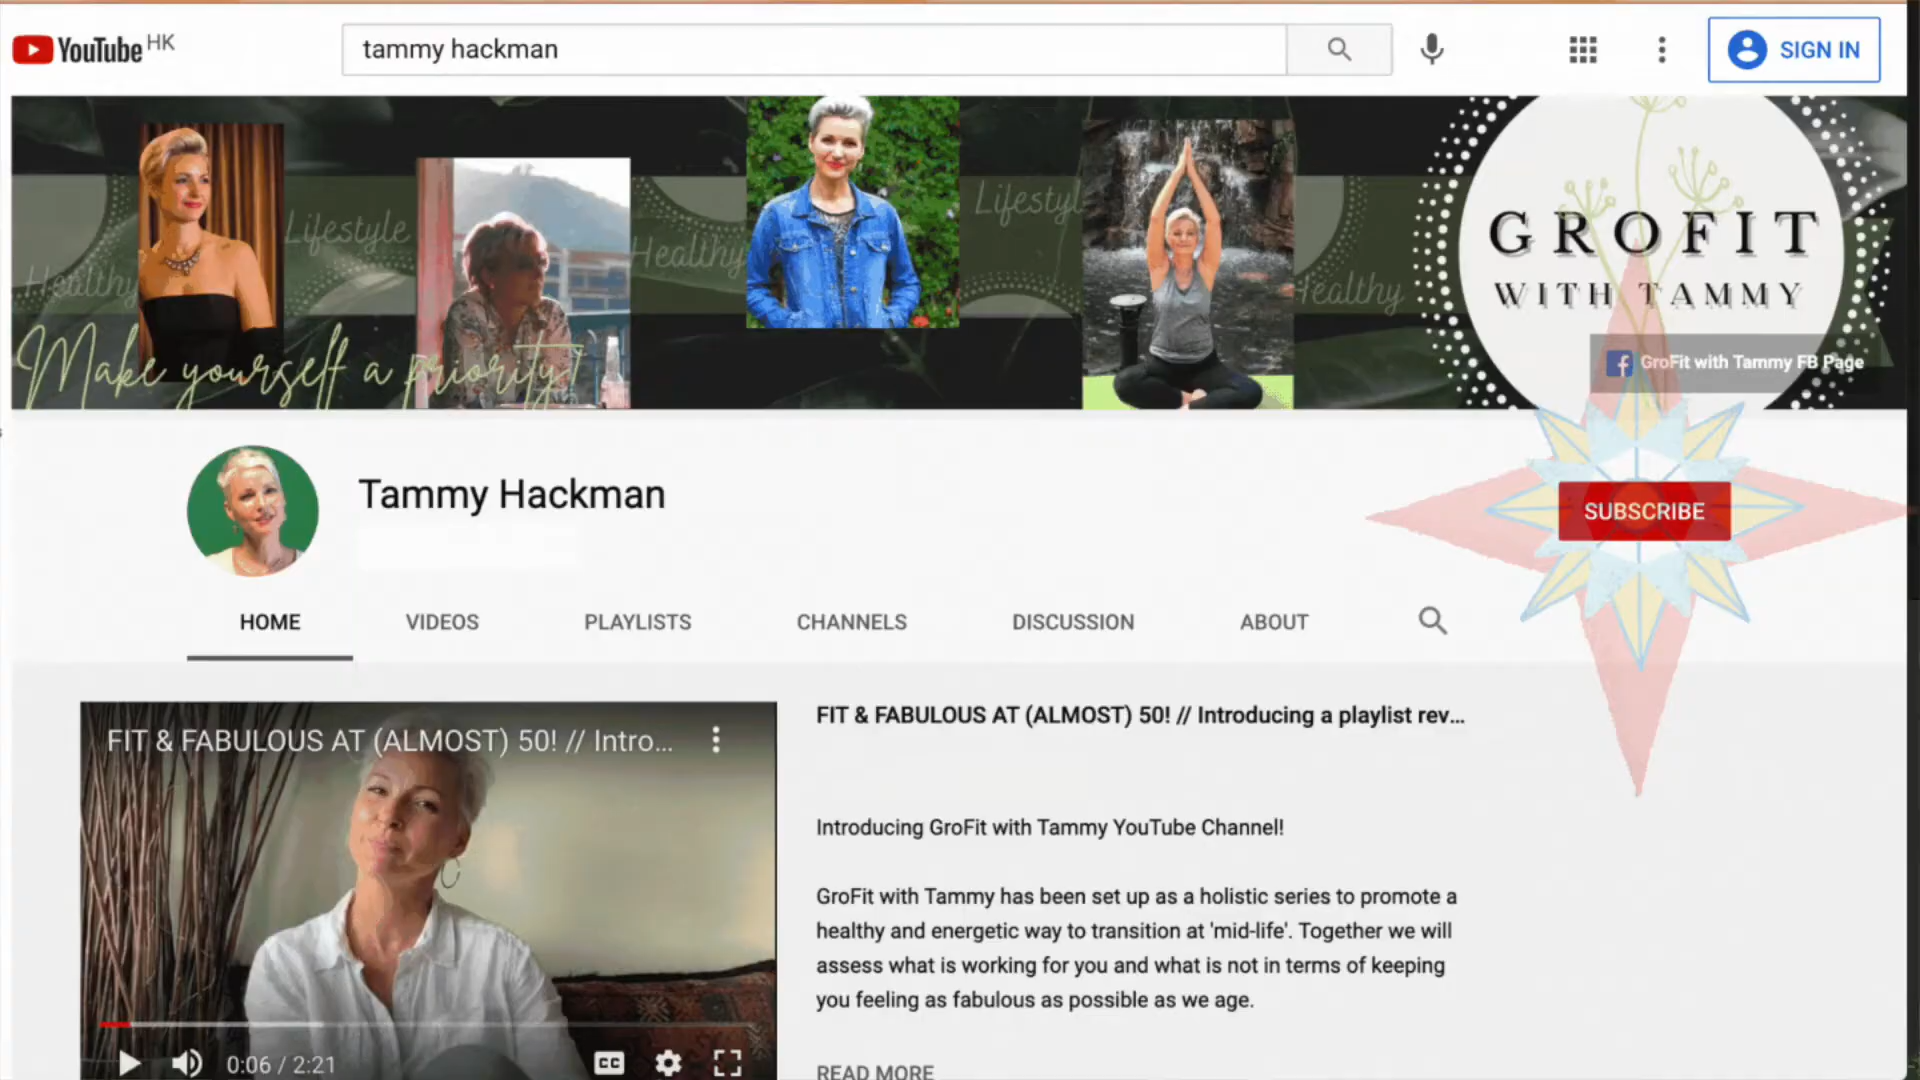 YouTube HK
tammy hackman
SIGN IN
Lifestyle
Healthy
Lifestyl
Healthy
Healthy
Make yourself a priority!
GROFIT
WITH TAMMY
GroFit with Tammy FB Page
Tammy Hackman
SUBSCRIBE
HOME VIDEOS PLAYLISTS CHANNELS DISCUSSION ABOUT
FIT & FABULOUS AT (ALMOST) 50! // Intro...
FIT & FABULOUS AT (ALMOST) 50! // Introducing a playlist rev...
Introducing GroFit with Tammy YouTube Channel!
GroFit with Tammy has been set up as a holistic series to promote a
healthy and energetic way to transition at 'mid-life'. Together we will
assess what is working for you and what is not in terms of keeping
you feeling as fabulous as possible as we age.
0:06 / 2:21
CC
READ MORE